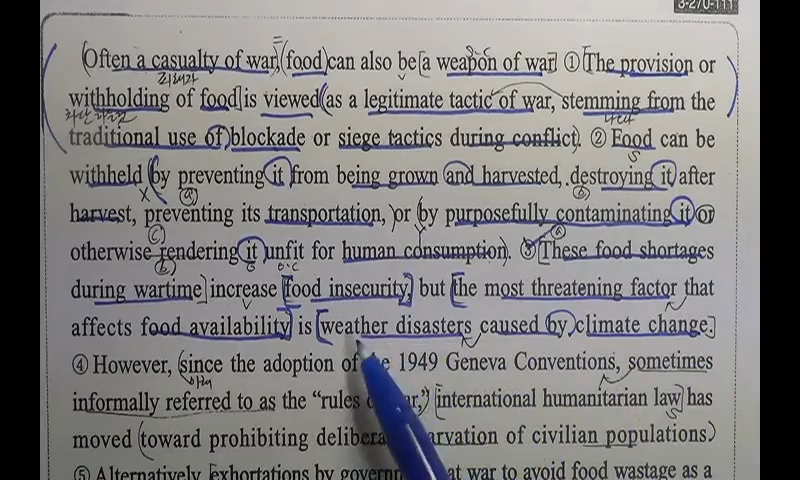 3-270-111
Often a casualty of war, food can also be a weapon of war. ① The provision or
withholding of food is viewed as a legitimate tactic of war, stemming from the
traditional use of blockade or siege tactics during conflict. ② Food can be
withheld by preventing it from being grown and harvested, destroying it after
harvest, preventing its transportation, or by purposefully contaminating it or
otherwise rendering it unfit for human consumption. ③ These food shortages
during wartime increase food insecurity, but the most threatening factor that
affects food availability is weather disasters caused by climate change.
④ However, since the adoption of the 1949 Geneva Conventions, sometimes
informally referred to as the “rules of war,” international humanitarian law has
moved toward prohibiting deliberate starvation of civilian populations
⑤ Alternatively exhortations by at war to avoid food wastage as a